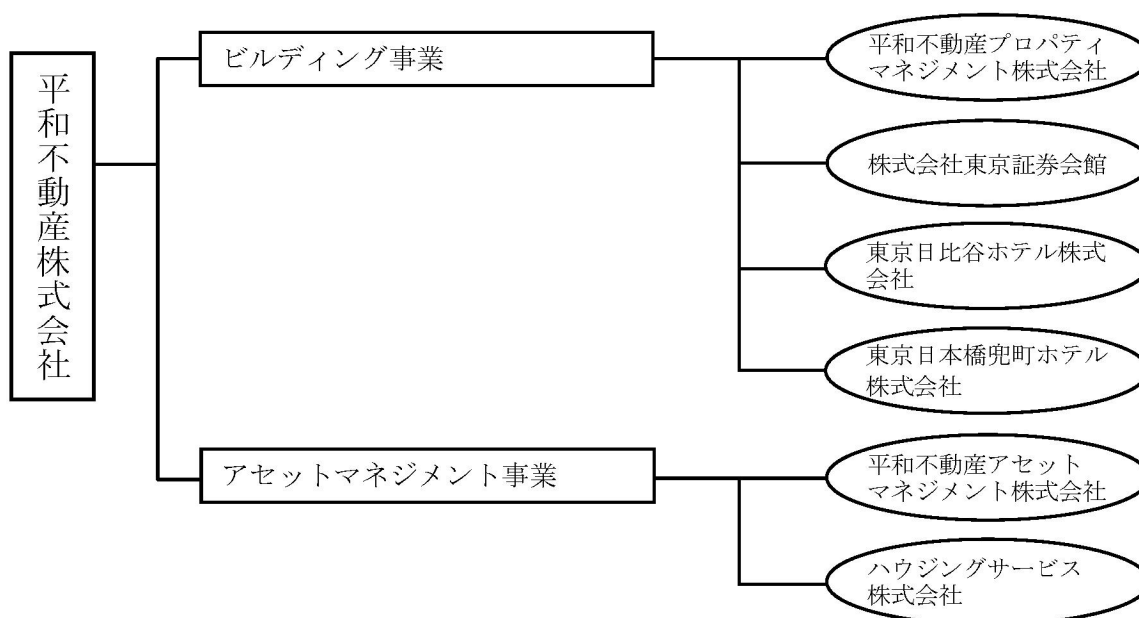 平和不動産株式会社
ビルディング事業
平和不動産プロパティ
マネジメント株式会社
株式会社東京証券会館
東京日比谷ホテル株式
会社
東京日本橋兜町ホテル
株式会社
アセットマネジメント事業
平和不動産アセット
マネジメント株式会社
ハウジングサービス
株式会社